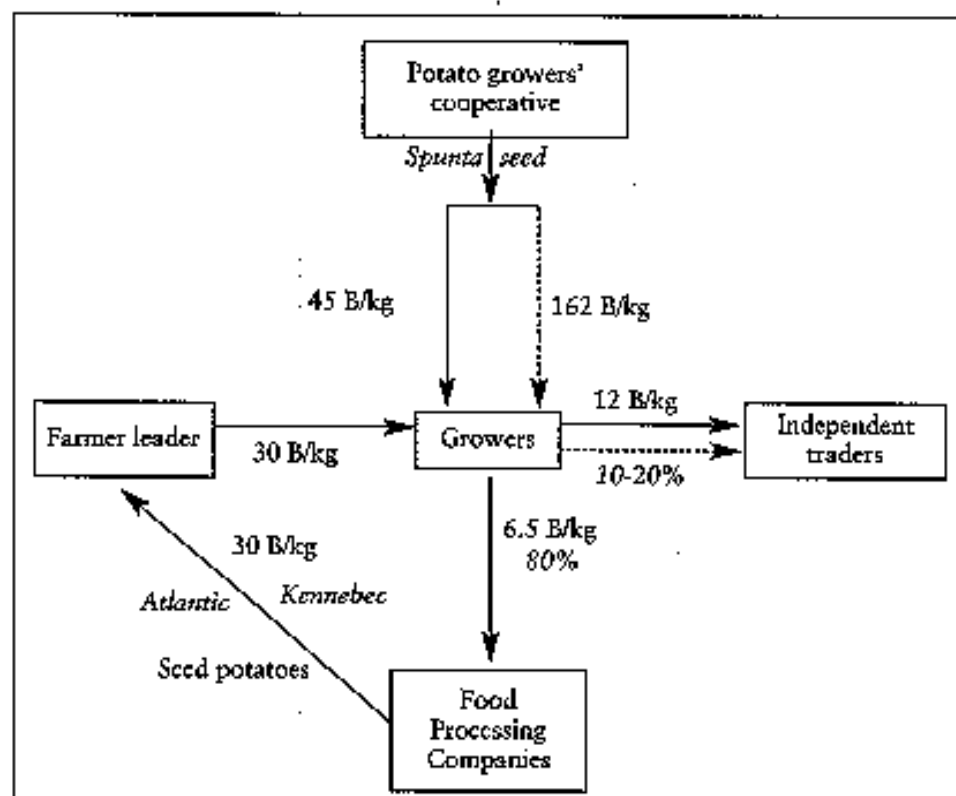 Potato growers'
cooperative
Spunta seed
45 B/kg
162 B/kg
12 B/kg
Farmer leader
Growers
Independent
traders
30 B/kg
10-20%
6.5 B/kg
80%
30 B/kg
Kennebec
Atlantic
Seed potatoes
Food
Processing
Companies